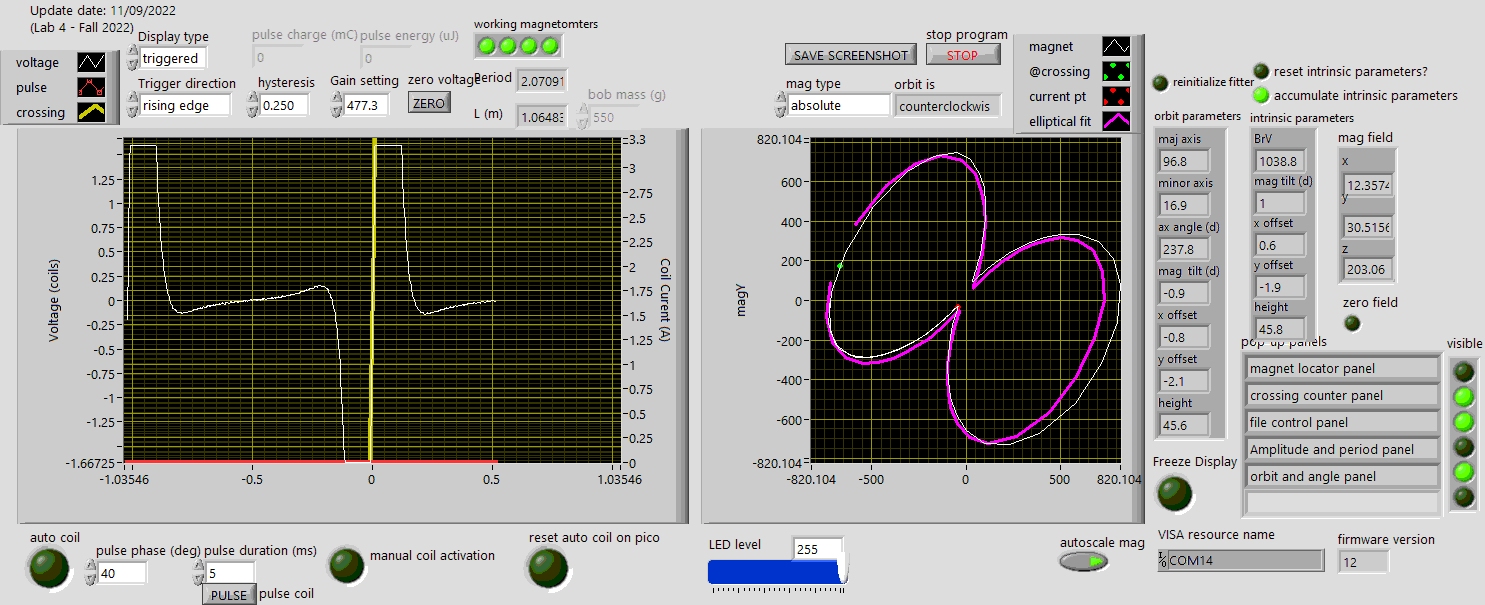 Update date: 11/09/2022
(Lab 4 - Fall 2022)
voltage
pulse
crossing
Display type
triggered
pulse charge (mC)
0
pulse energy (uJ)
0
working magnetomters
Trigger direction
rising edge
hysteresis
0.250
Gain setting
477.3
zero voltage
ZERO
Period
2.07091
L (m)
1.0648
bob mass (g)
550
SAVE SCREENSHOT
stop program
STOP
mag type
absolute
orbit is
counterclockwis
magnet
@crossing
current pt
elliptical fit
reinitialize fitter
reset intrinsic parameters?
accumulate intrinsic parameters
Voltage (coils)
1.25
1
0.75
0.5
0.25
0
-0.25
-0.5
-0.75
-1
-1.25
-1.66725
-1.03546
-0.5
0
0.5
1.03546
3.3
3
2.75
2.5
2.25
2
1.75
1.5
1.25
1
0.75
0.5
0.25
0
Coil Current (A)
magY
820.104
600
400
200
0
-200
-400
-600
-820.104
-820.104
-500
0
500
820.104
orbit parameters
maj axis
96.8
minor axis
16.9
ax angle (d)
237.8
mag tilt (d)
-0.9
x offset
-0.8
y offset
-2.1
height
45.6
intrinsic parameters
BrV
1038.8
mag tilt (d)
1
x offset
0.6
y offset
-1.9
height
45.8
mag field
x
12.3574
y
30.5156
z
203.06
zero field
pop up panels
visible
magnet locator panel
crossing counter panel
file control panel
Amplitude and period panel
orbit and angle panel
Freeze Display
auto coil
pulse phase (deg)
40
pulse duration (ms)
5
PULSE
pulse coil
manual coil activation
reset auto coil on pico
LED level
255
autoscale mag
VISA resource name
COM14
firmware version
12